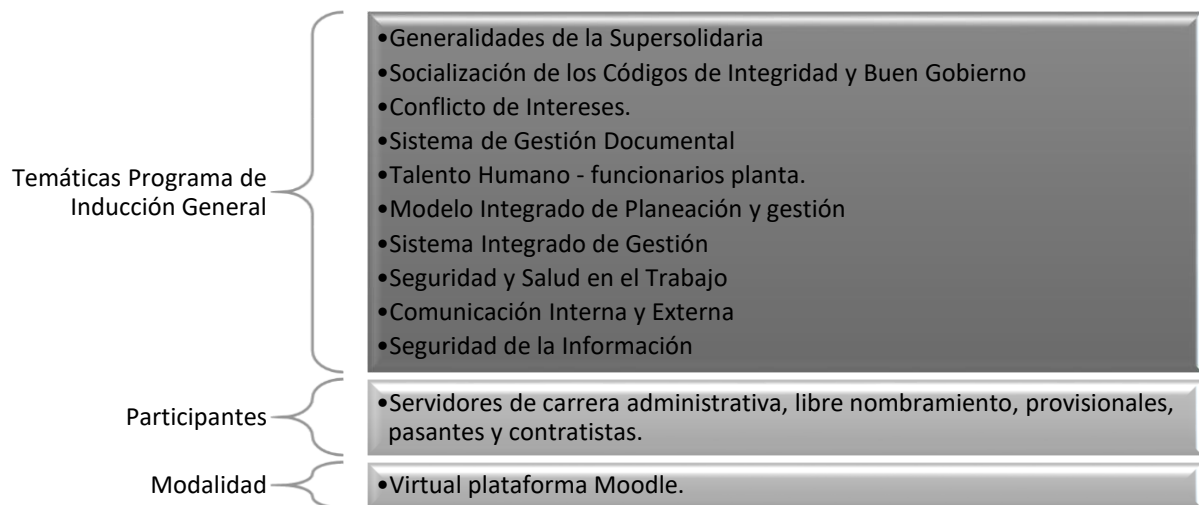 Temáticas Programa de
Inducción General
•Generalidades de la Supersolidaria
•Socialización de los Códigos de Integridad y Buen Gobierno
•Conflicto de Intereses.
•Sistema de Gestión Documental
•Talento Humano - funcionarios planta.
•Modelo Integrado de Planeación y gestión
•Sistema Integrado de Gestión
•Seguridad y Salud en el Trabajo
•Comunicación Interna y Externa
•Seguridad de la Información
Participantes
•Servidores de carrera administrativa, libre nombramiento, provisionales,
pasantes y contratistas.
Modalidad
•Virtual plataforma Moodle.